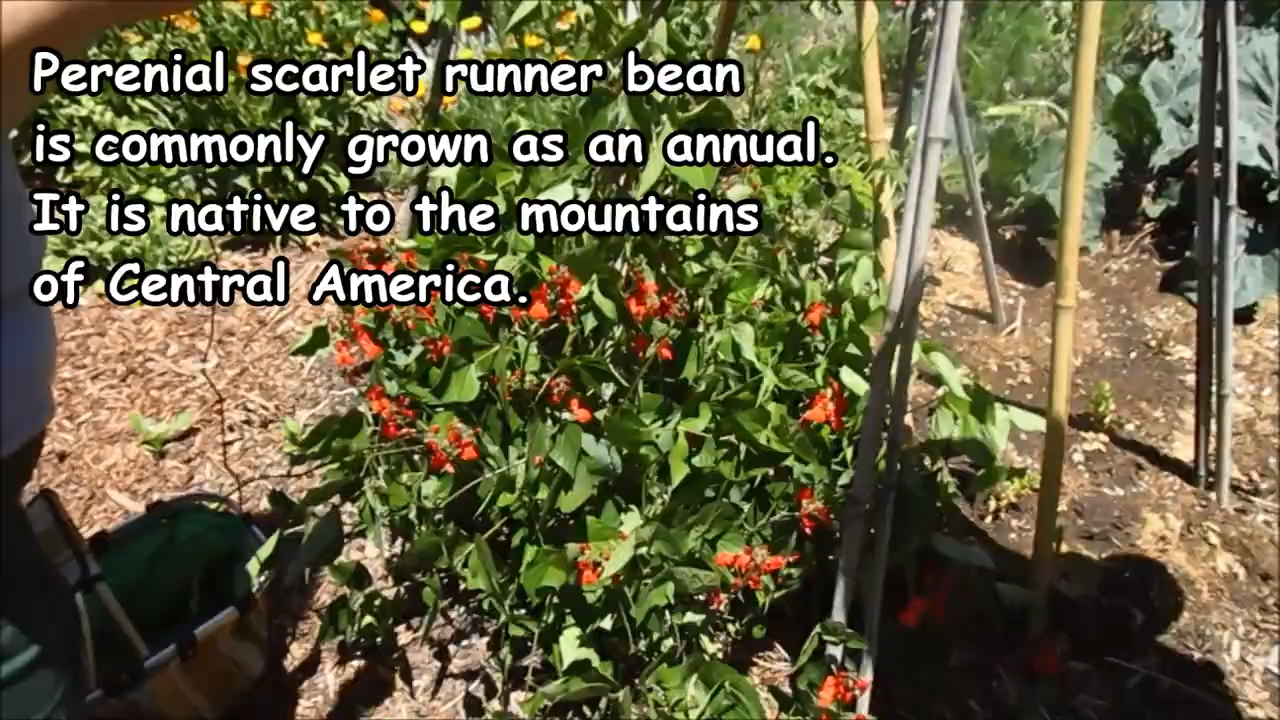 Perenial scarlet runner bean
is commonly grown as an annual.
It is native to the mountains
of Central America.